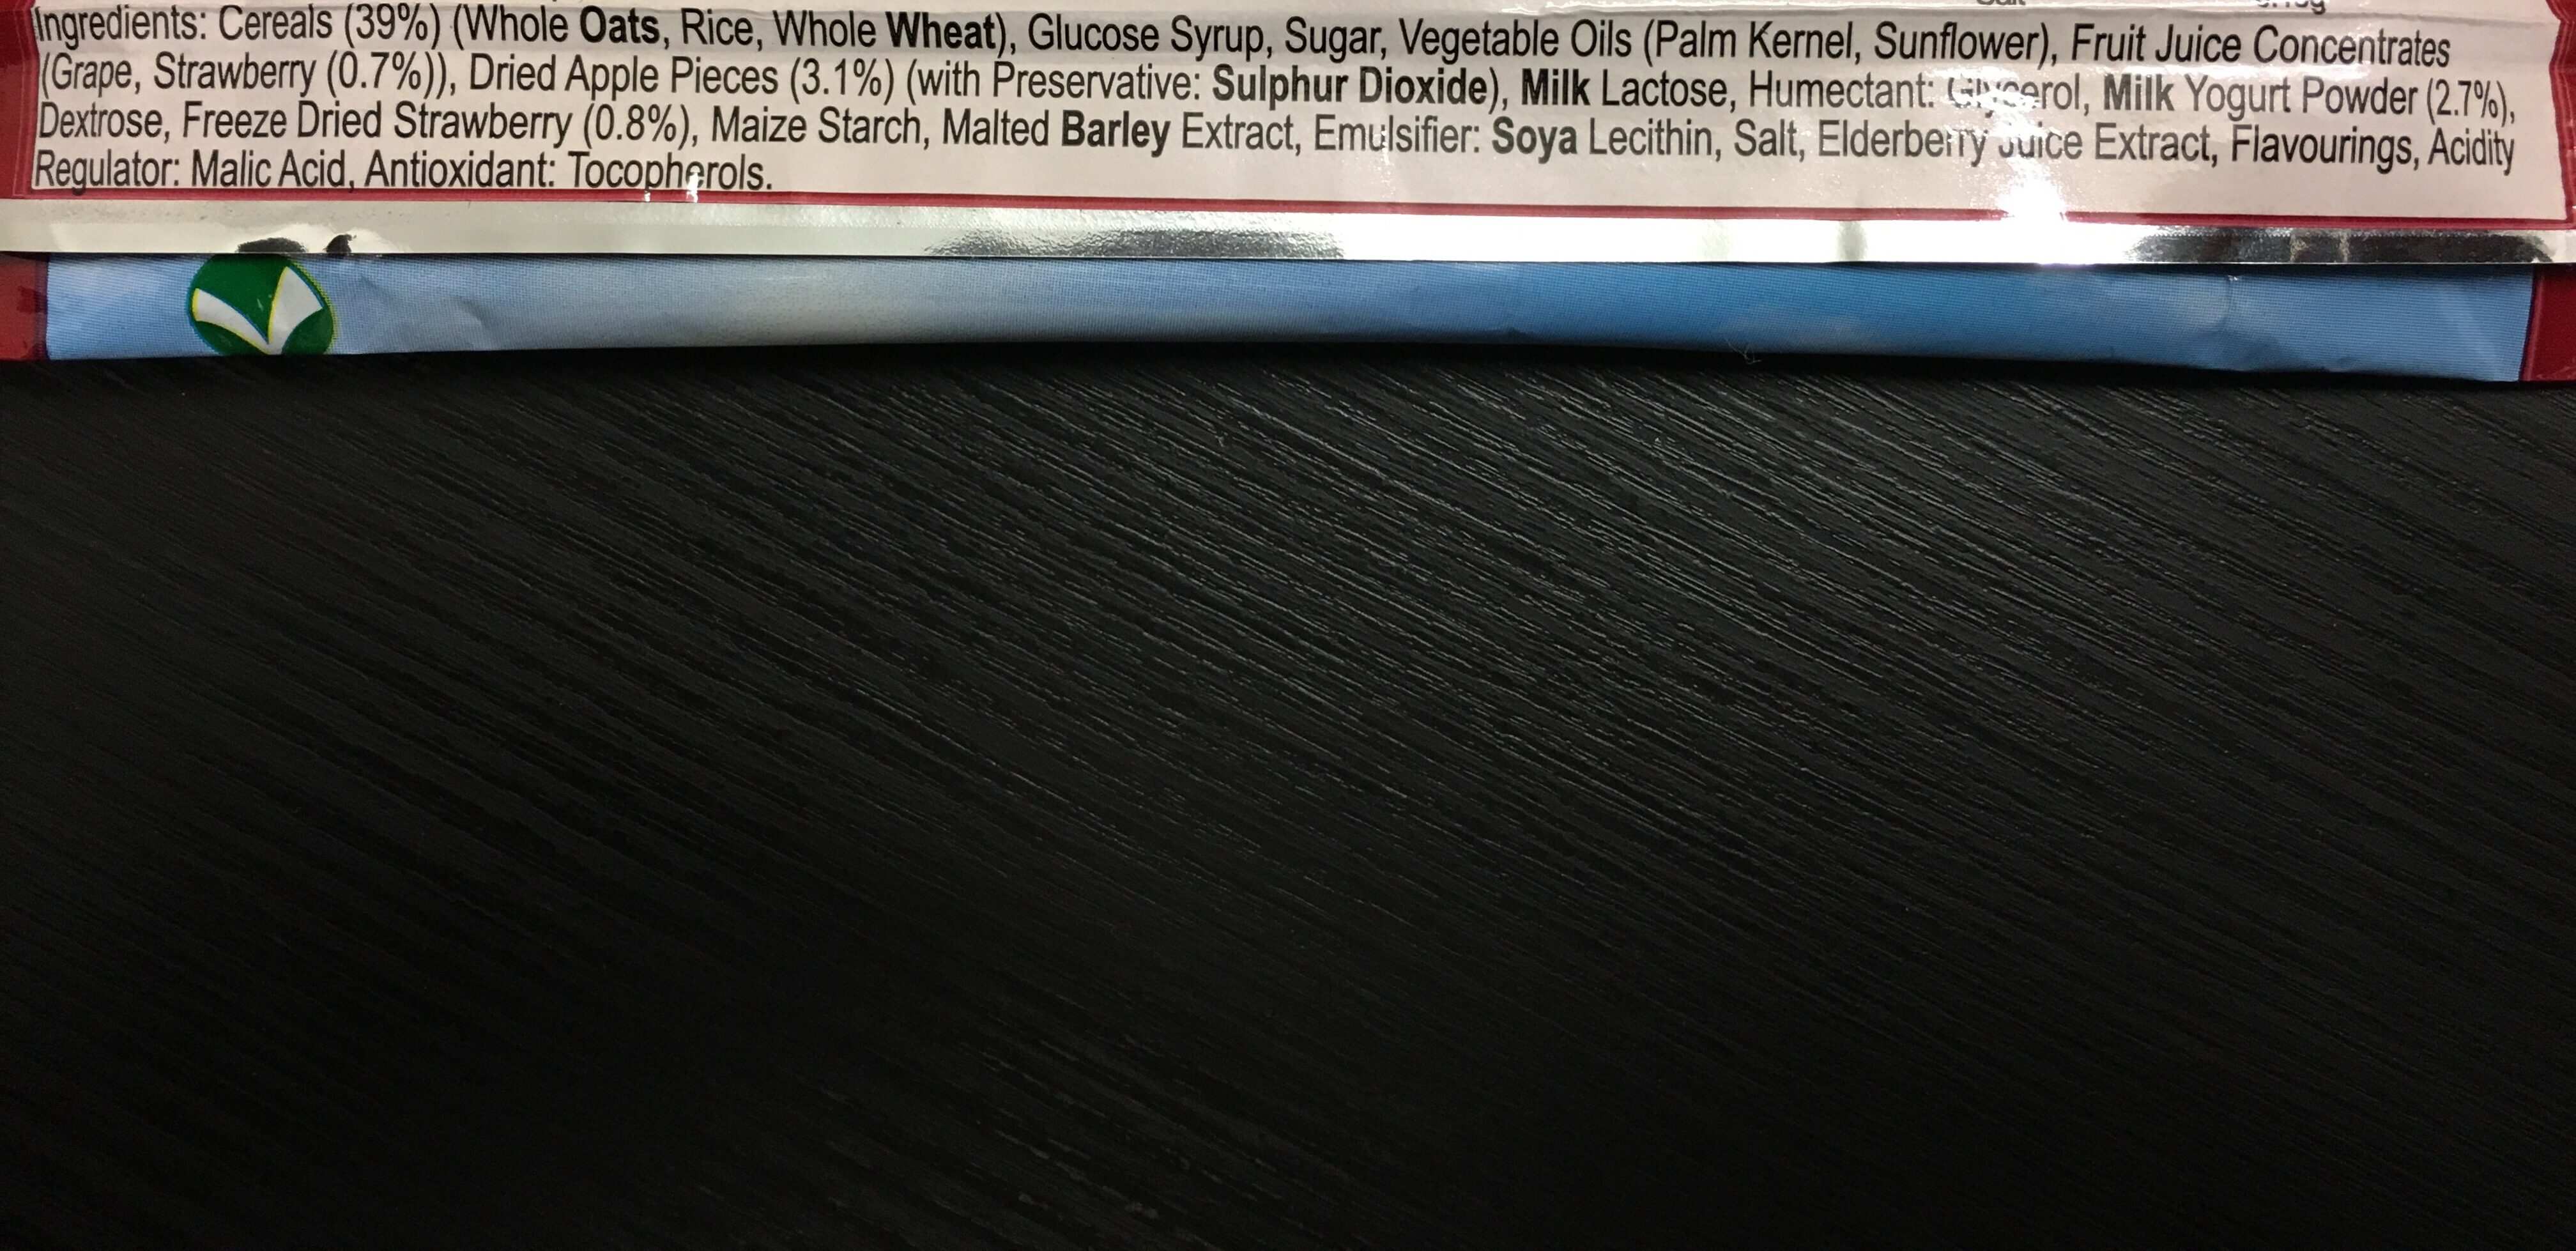 Ingredients: Cereals (39%) (Whole Oats, Rice, Whole Wheat), Glucose Syrup, Sugar, Vegetable Oils (Palm Kernel, Sunflower), Fruit Juice Concentrates
(Grape, Strawberry (0.7%)), Dried Apple Pieces (3.1%) (with Preservative: Sulphur Dioxide), Milk Lactose, Humectant: Glycerol, Milk Yogurt Powder (2.7%),
Dextrose, Freeze Dried Strawberry (0.8%), Maize Starch, Malted Barley Extract, Emulsifier: Soya Lecithin, Salt, Elderberry Juice Extract, Flavourings, Acidity
Regulator: Malic Acid, Antioxidant: Tocopherols.